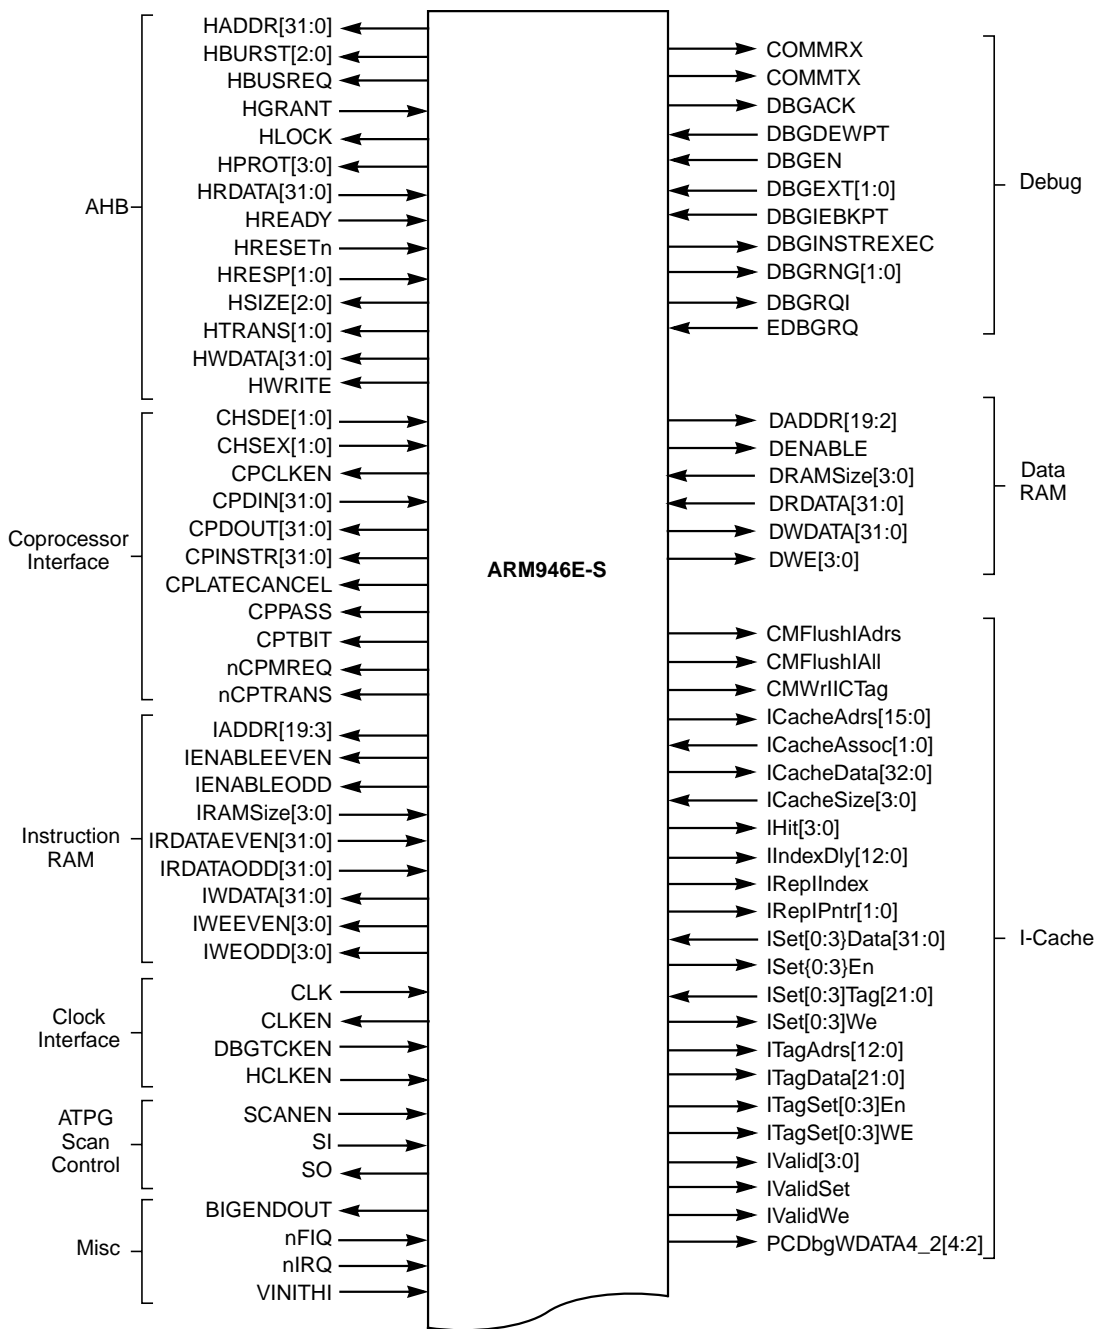 AHB
HADDR[31:0]
HBURST[2:0]
HBUSREQ
HGRANT
HLOCK
HPROT[3:0]
HRDATA[31:0]
HREADY
HRESETn
HRESP[1:0]
HSIZE[2:0]
HTRANS[1:0]
HWDATA[31:0]
HWRITE
Coprocessor
Interface
CHSDE[1:0]
CHSEX[1:0]
CPCLKEN
CPDIN[31:0]
CPDOUT[31:0]
CPINSTR[31:0]
CPLATECANCEL
CPPASS
CPTBIT
nCPMREQ
nCPTRANS
Instruction
RAM
IADDR[19:3]
IENABLEEVEN
IENABLEODD
IRAMSize[3:0]
IRDATAEVEN[31:0]
IRDATAODD[31:0]
IWDATA[31:0]
IWEEVEN[3:0]
IWEODD[3:0]
Clock
Interface
CLK
CLKEN
DBGTCKEN
HCLKEN
ATPG
Scan
Control
SCANEN
SI
SO
Misc
BIGENDOUT
nFIQ
nIRQ
VINITHI
ARM946E-S
COMMRX
COMMTX
DBGACK
DBGDEWPT
DBGEN
DBGEXT[1:0]
DBGIEBKPT
DBGINSTREXEC
DBGRNG[1:0]
DBGRQI
EDBGRQ
Debug
DADDR[19:2]
DENABLE
DRAMSize[3:0]
DRDATA[31:0]
DWDATA[31:0]
DWE[3:0]
Data
RAM
CMFlushIAdrs
CMFlushIAll
CMWrIICTag
ICacheAdrs[15:0]
ICacheAssoc[1:0]
ICacheData[32:0]
ICacheSize[3:0]
IHit[3:0]
IIndexDly[12:0]
IRepIIndex
IRepIPntr[1:0]
ISet[0:3}Data[31:0]
ISet{0:3}En
ISet[0:3]Tag[21:0]
ISet[0:3]We
ITagAdrs[12:0]
ITagData[21:0]
ITagSet[0:3]En
ITagSet[0:3]WE
IValid[3:0]
IValidSet
IValidWe
PCDbgWDATA4_2[4:2]
I-Cache